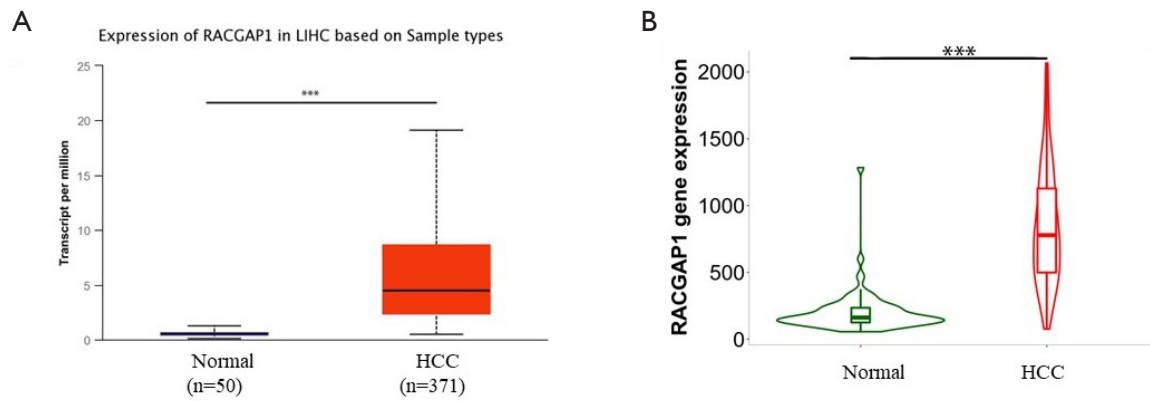 A
Expression of RACGAP1 in LIHC based on Sample types
Transcript per million
25
20
15
10
5
0
***
Normal
(n=50)
HCC
(n=371)
B
RACGAP1 gene expression
2000
1500
1000
500
0
***
Normal
HCC